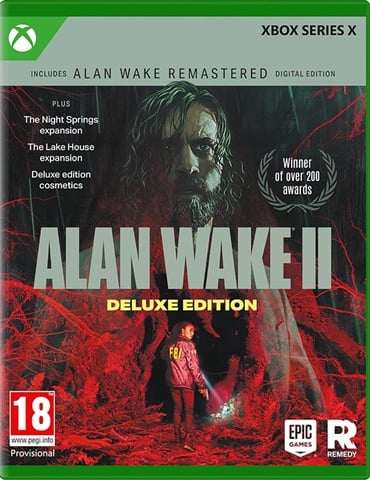 XBOX SERIES X
INCLUDES ALAN WAKE REMASTERED DIGITAL EDITION
PLUS
The Night Springs
expansion
The Lake House
expansion
Deluxe edition
cosmetics
Winner
of over 200
awards
ALAN WAKE II
DELUXE EDITION
FBI
18
www.pegi.info
Provisional
EPIC
GAMES
R
REMEDY